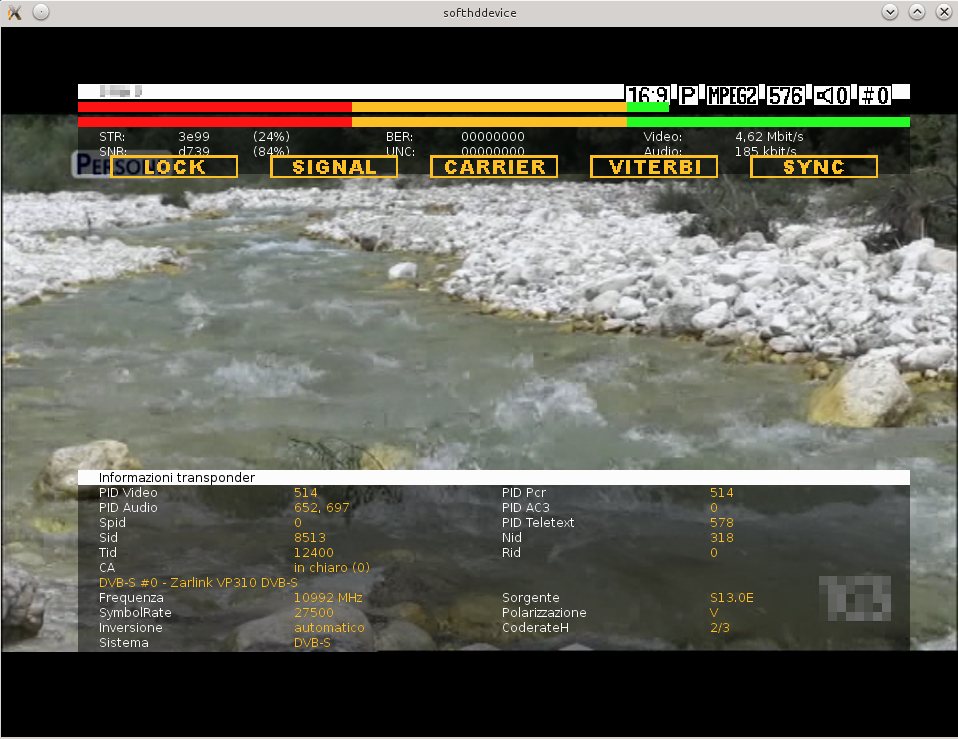 softhddevice
16:9 P MPEG2 576 0 #0
STR: 3e99 (24%) BER: 00000000 Video: 4,62 Mbit/s
SNR: d739 (84%) UNC: 00000000 Audio: 185 kbit/s
LOCK SIGNAL CARRIER VITERBI SYNC
Informazioni transponder
PID Video 514 PID Pcr 514
PID Audio 652, 697 PID AC3 0
Spid 0 PID Teletext 578
Sid 8513 Nid 318
Tid 12400 Rid 0
CA in chiaro (0)
DVB-S #0 - Zarlink VP310 DVB-S
Frequenza 10992 MHz Sorgente S13.0E
SymbolRate 27500 Polarizzazione V
Inversione automatico CoderateH 2/3
Sistema DVB-S